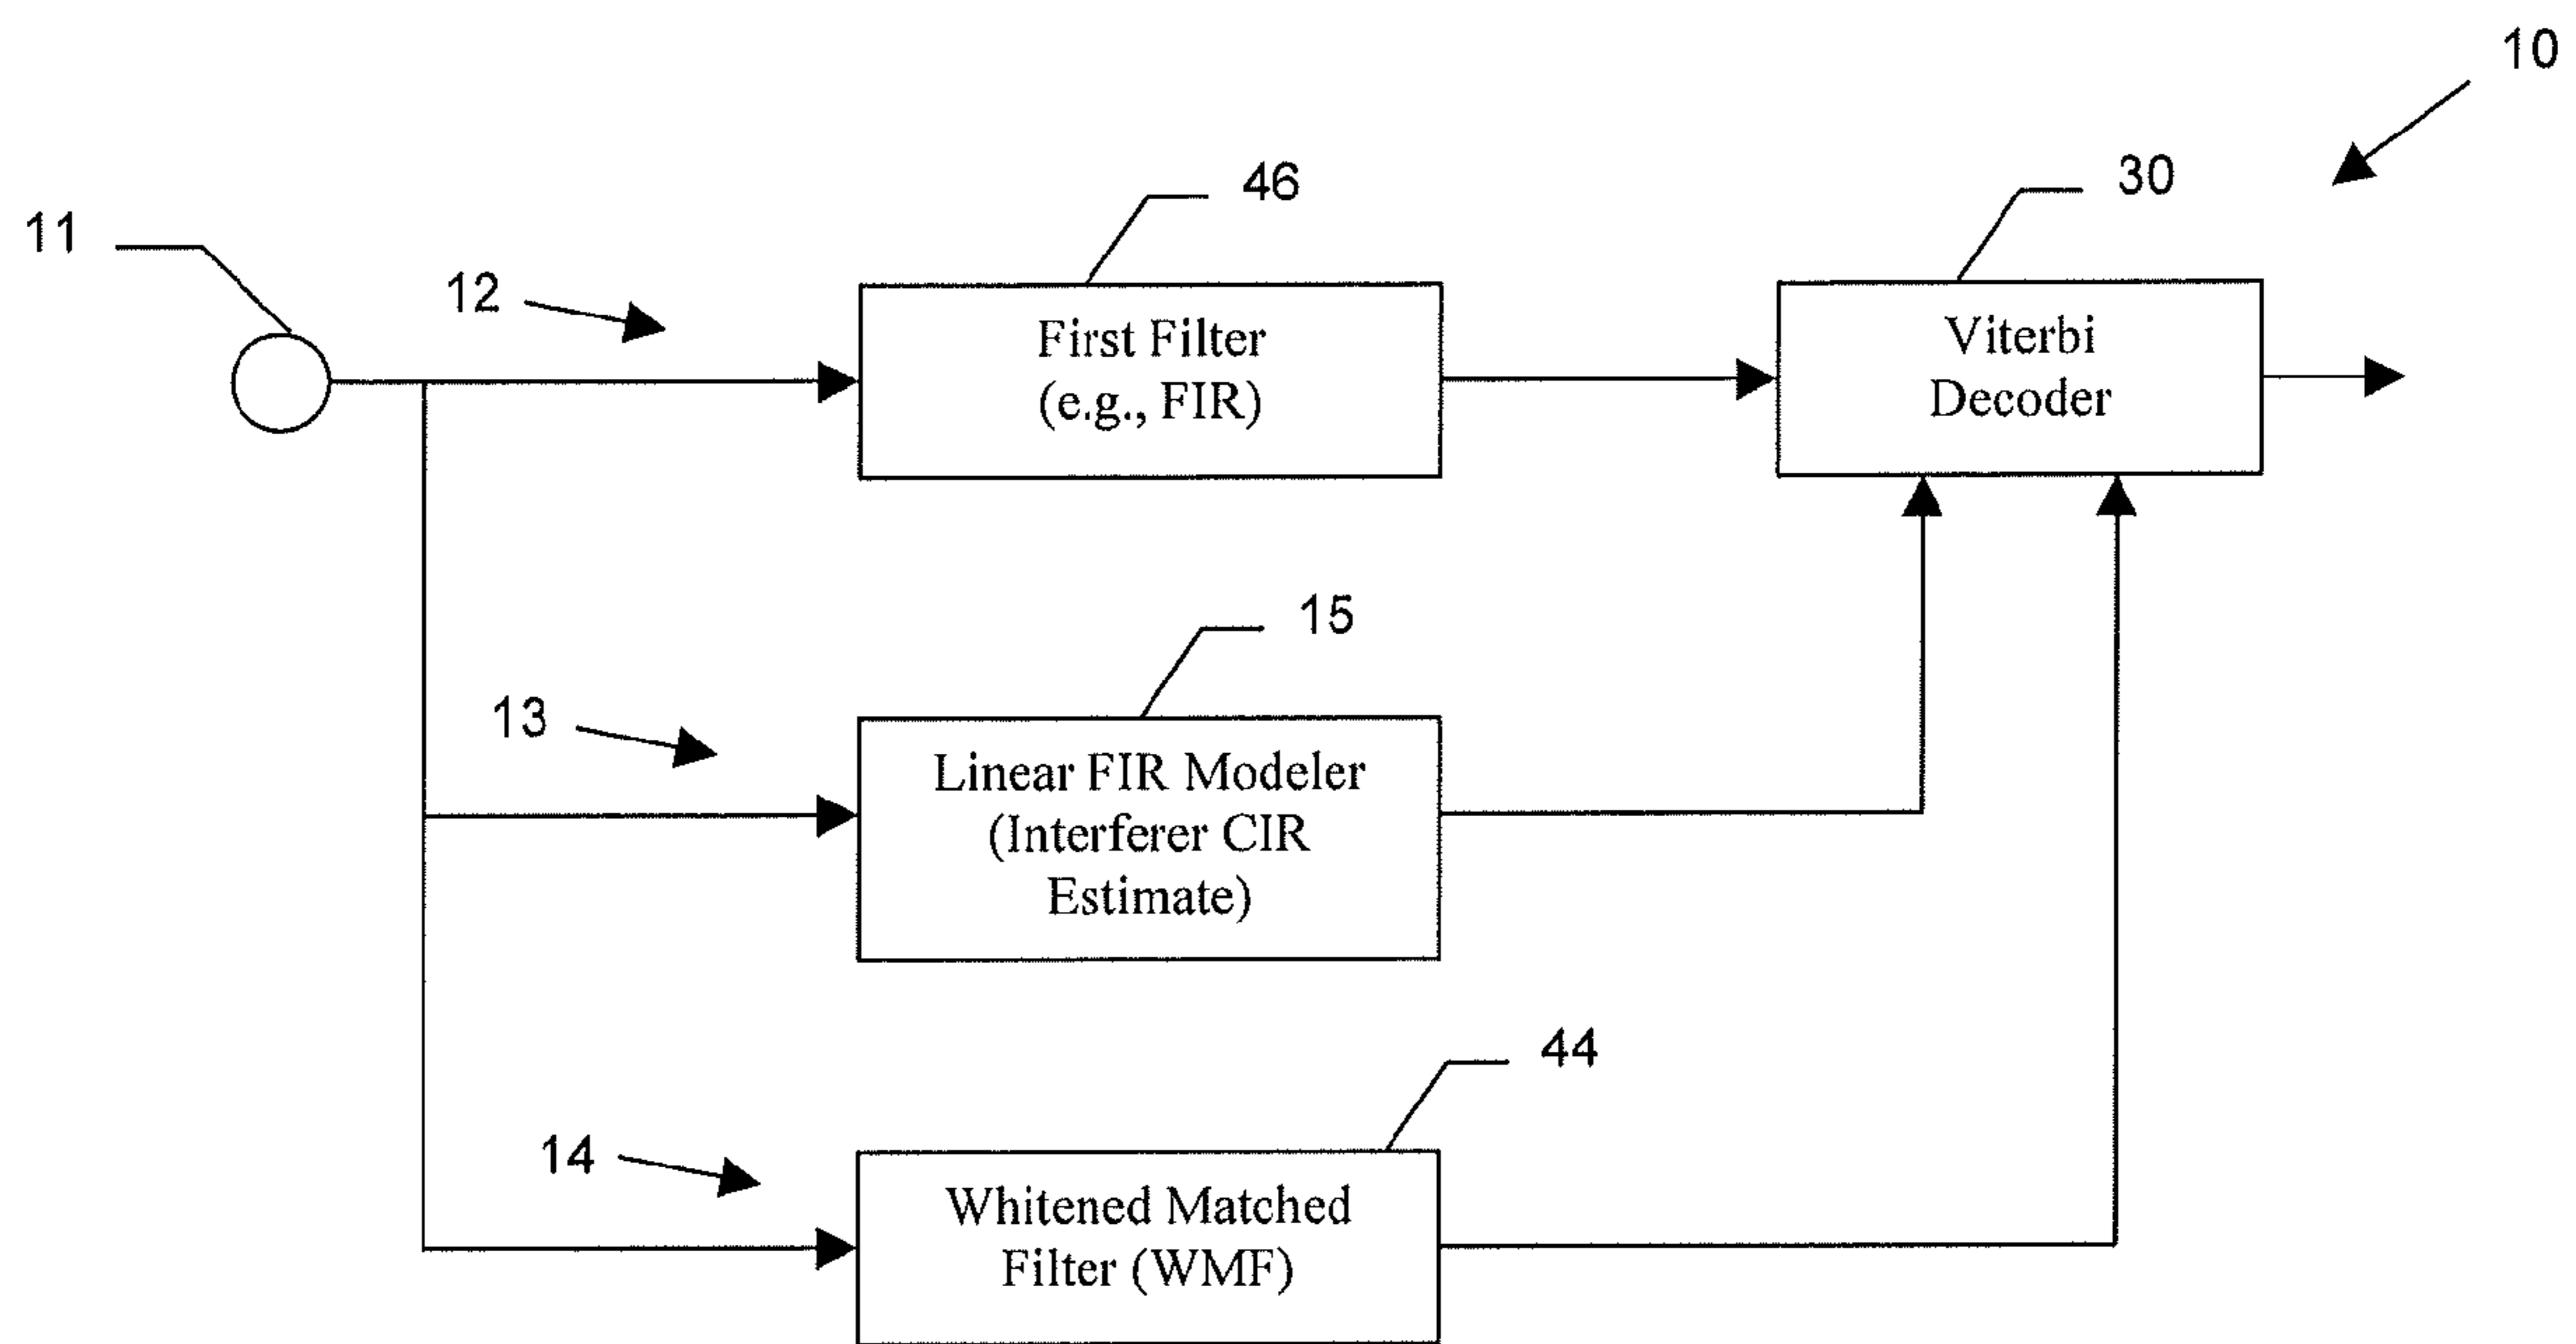 10
46
30
11
12
First Filter
(e.g., FIR)
Viterbi
Decoder
15
13
Linear FIR Modeler
(Interferer CIR
Estimate)
44
14
Whitened Matched
Filter (WMF)